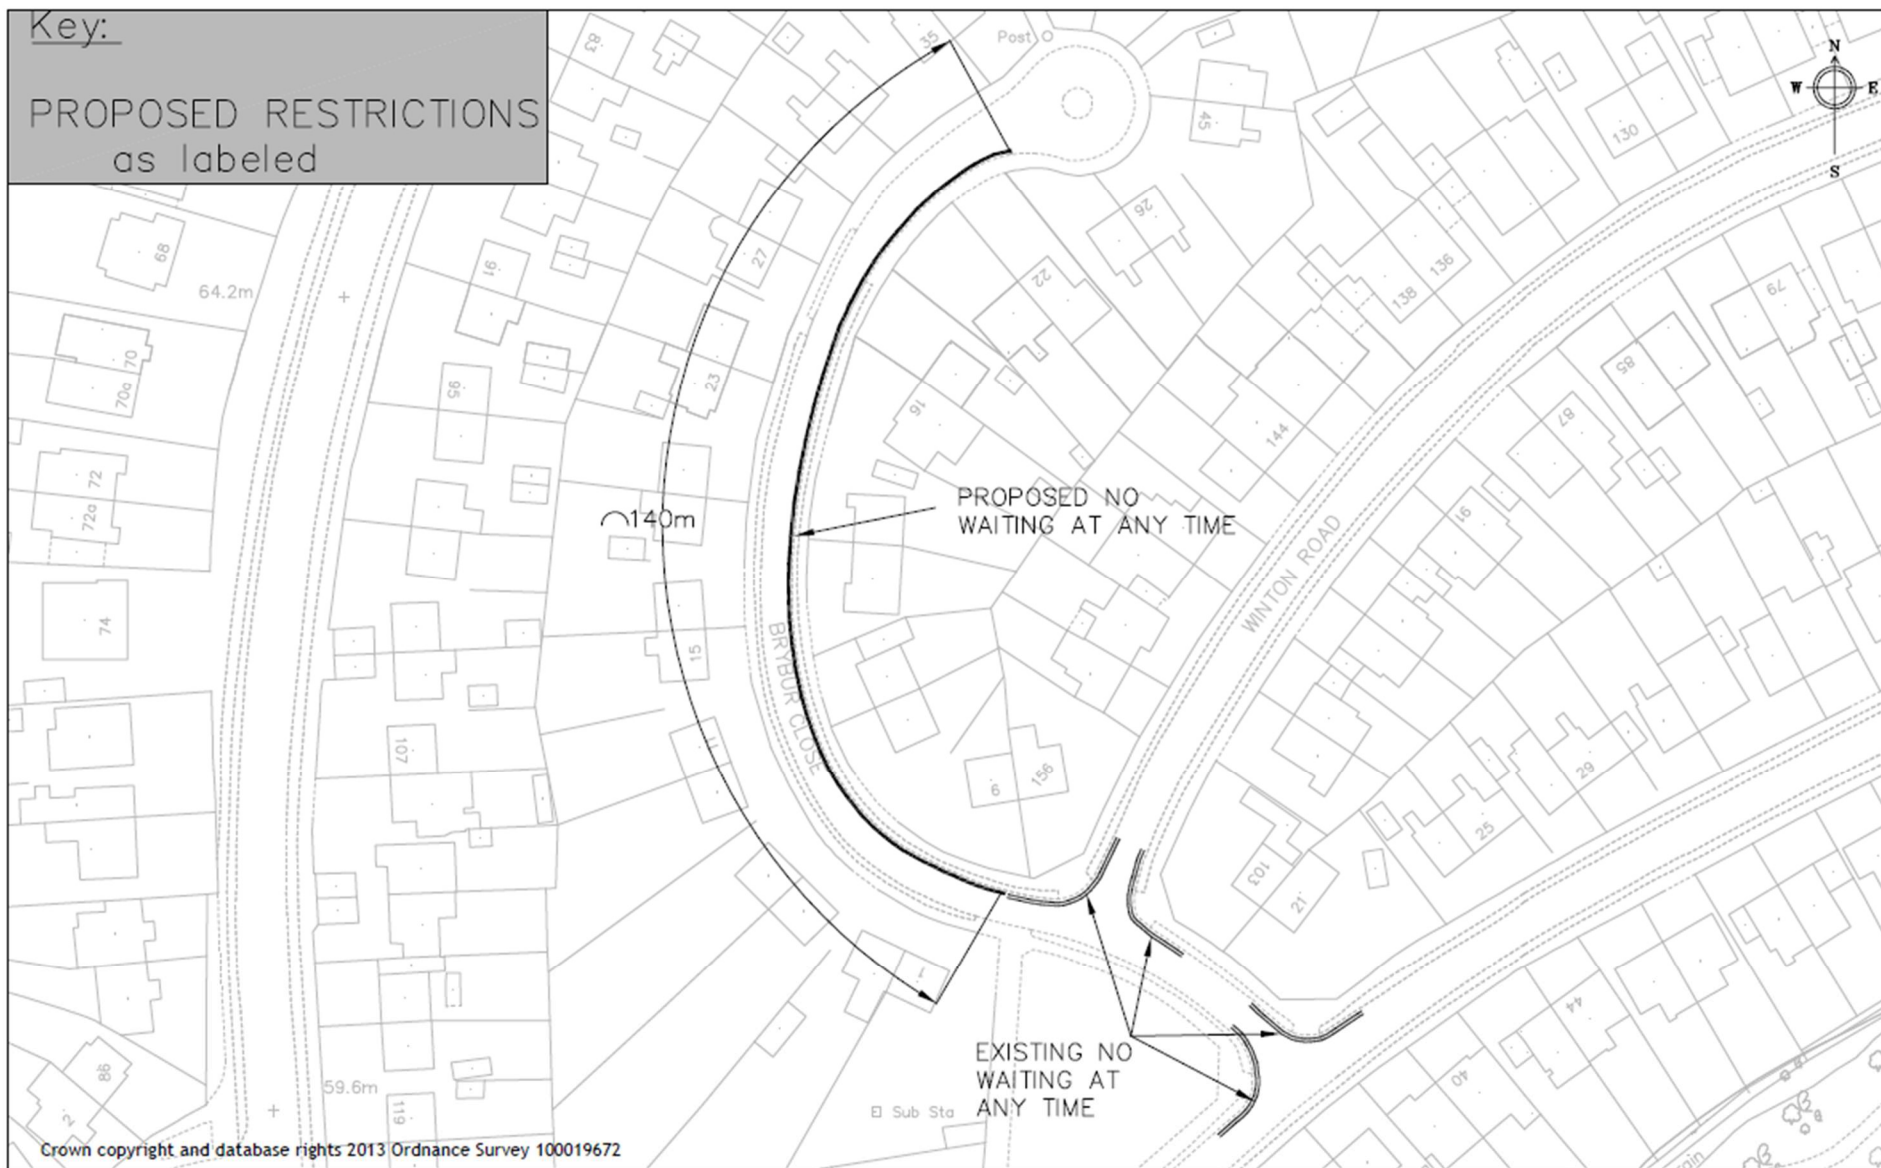 Key:
PROPOSED RESTRICTIONS
as labeled
83
35
Post
45
130
N
W E
S
68
91
27
26
64.2m
22
136
138
79
70
70a
95
23
16
85
87
144
72
72a
140m
PROPOSED NO
WAITING AT ANY TIME
91
WINTON ROAD
74
15
BRYBUR CLOSE
107
11
6
156
29
25
103
21
1
44
EXISTING NO
WAITING AT
ANY TIME
40
86
2
59.6m
119
El Sub Sta
Crown copyright and database rights 2013 Ordnance Survey 100019672